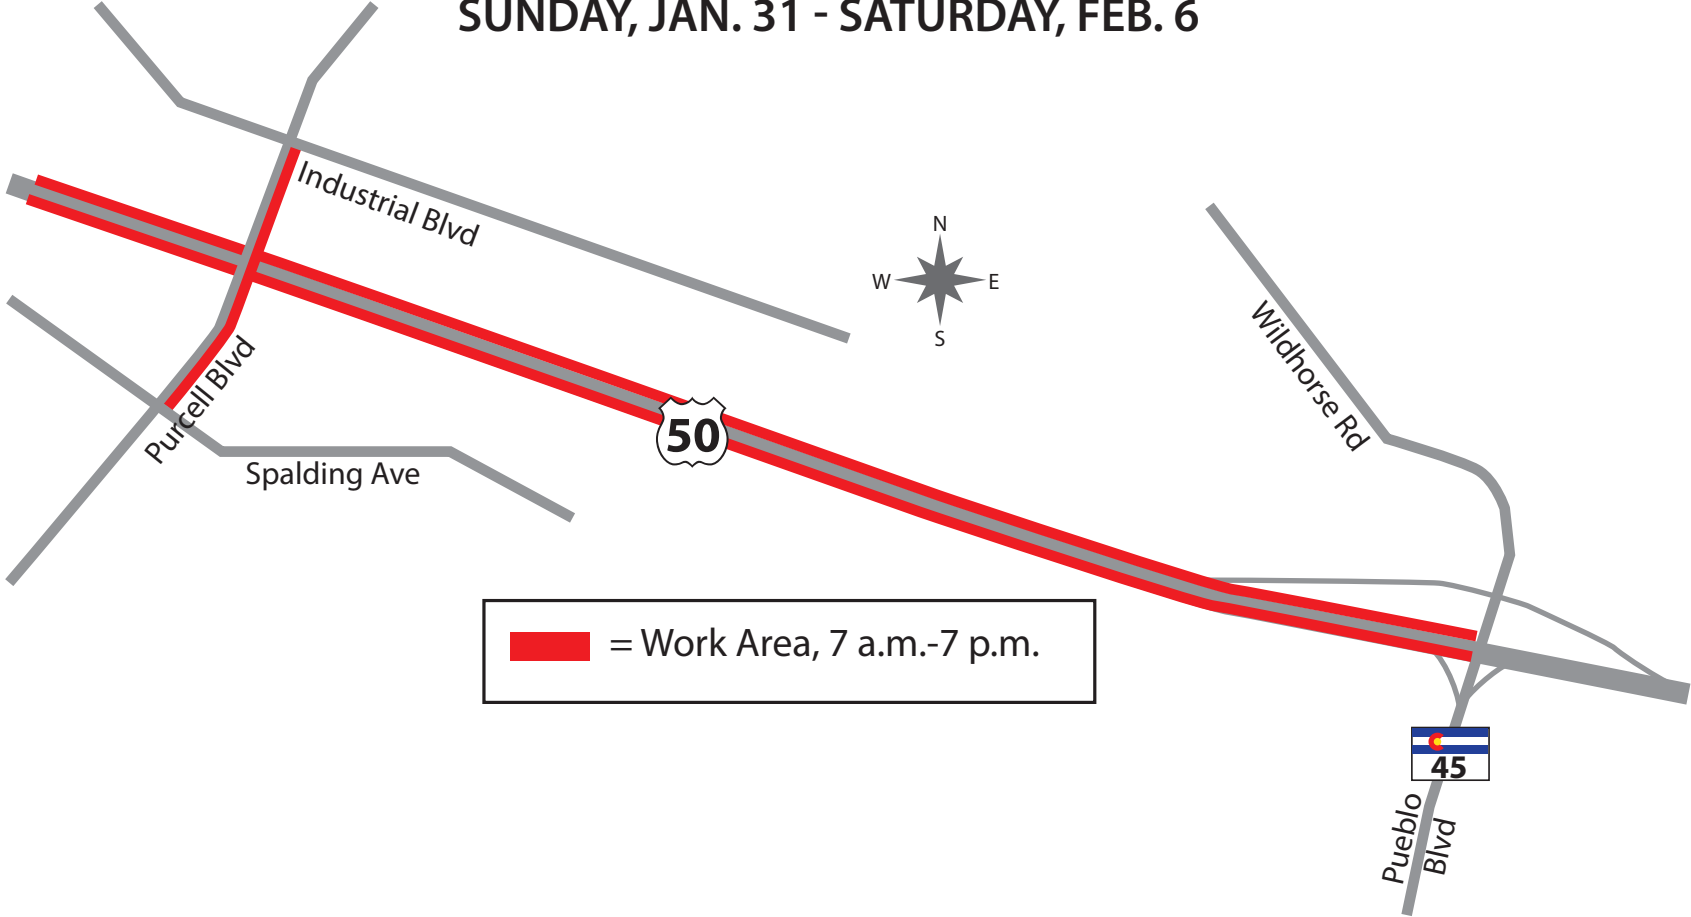 SUNDAY, JAN. 31 - SATURDAY, FEB. 6
Industrial Blvd
N
W
E
S
Wildhorse Rd
Purcell Blvd
50
Spalding Ave
= Work Area, 7 a.m.-7 p.m.
45
Pueblo
Blvd